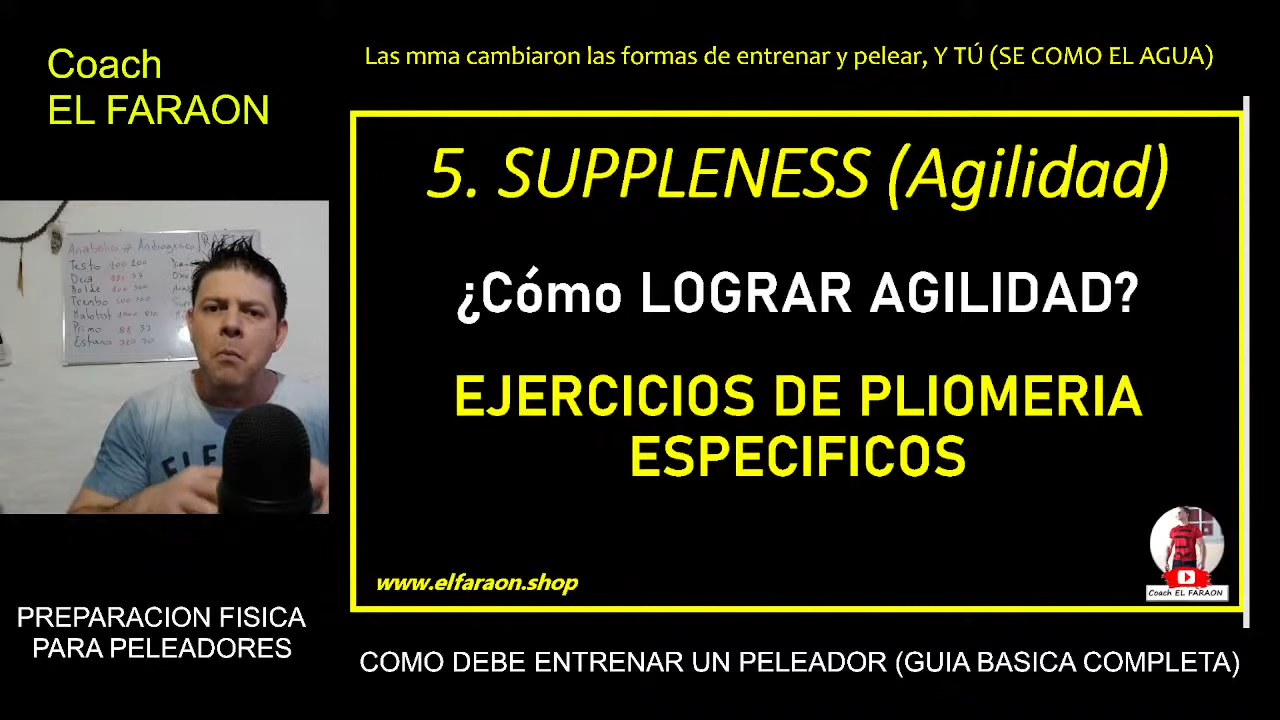 Coach
EL FARAON
Las mma cambiaron las formas de entrenar y pelear, Y TÚ (SE COMO EL AGUA)
5. SUPPLENESS (Agilidad)
¿Cómo LOGRAR AGILIDAD?
EJERCICIOS DE PLIOMERIA
ESPECIFICOS
www.elfaraon.shop
Coach EL FARAON
Testo
PREPARACION FISICA
PARA PELEADORES
COMO DEBE ENTRENAR UN PELEADOR (GUIA BASICA COMPLETA)